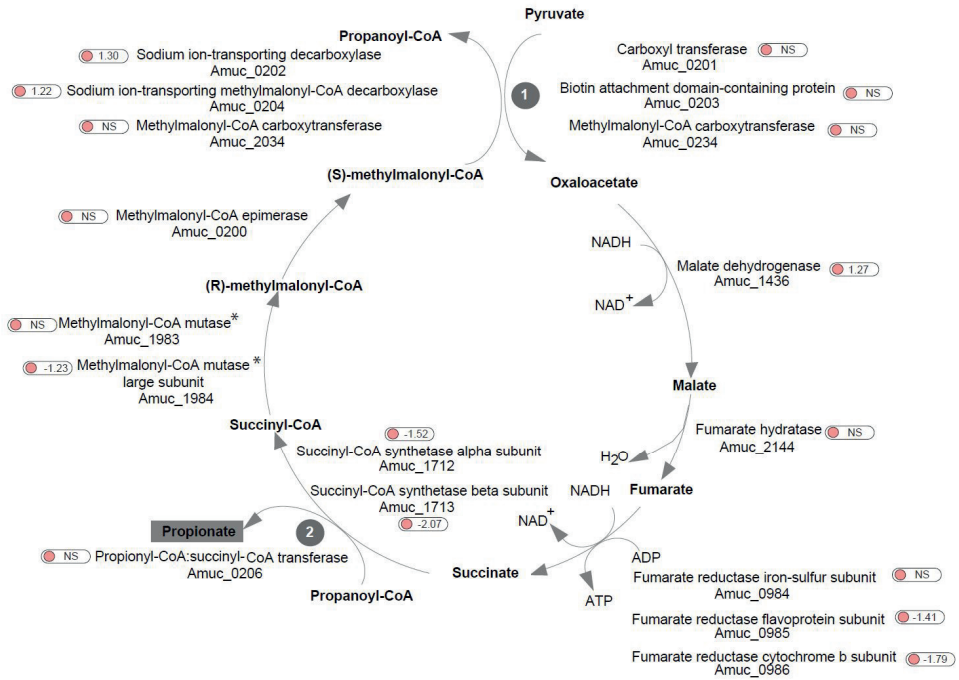 Pyruvate
Propanoyl-CoA
1.30 Sodium ion-transporting decarboxylase
Amuc_0202
1.22 Sodium ion-transporting methylmalonyl-CoA decarboxylase
Amuc_0204
NS Methylmalonyl-CoA carboxytransferase
Amuc_2034
1
Carboxyl transferase NS
Amuc_0201
Biotin attachment domain-containing protein NS
Amuc_0203
Methylmalonyl-CoA carboxytransferase NS
Amuc_0234
(S)-methylmalonyl-CoA
Oxaloacetate
NS Methylmalonyl-CoA epimerase
Amuc_0200
NADH
Malate dehydrogenase 1.27
Amuc_1436
NAD+
(R)-methylmalonyl-CoA
NS Methylmalonyl-CoA mutase*
Amuc_1983
-1.23 Methylmalonyl-CoA mutase*
large subunit
Amuc_1984
Malate
Fumarate hydratase NS
Amuc_2144
H2O
Succinyl-CoA
-1.52
Succinyl-CoA synthetase alpha subunit
Amuc_1712
Succinyl-CoA synthetase beta subunit
Amuc_1713
-2.07
NADH
Fumarate
NAD+
Propionate
2
NS Propionyl-CoA:succinyl-CoA transferase
Amuc_0206
Propanoyl-CoA
Succinate
ADP
ATP
Fumarate reductase iron-sulfur subunit NS
Amuc_0984
Fumarate reductase flavoprotein subunit -1.41
Amuc_0985
Fumarate reductase cytochrome b subunit -1.79
Amuc_0986